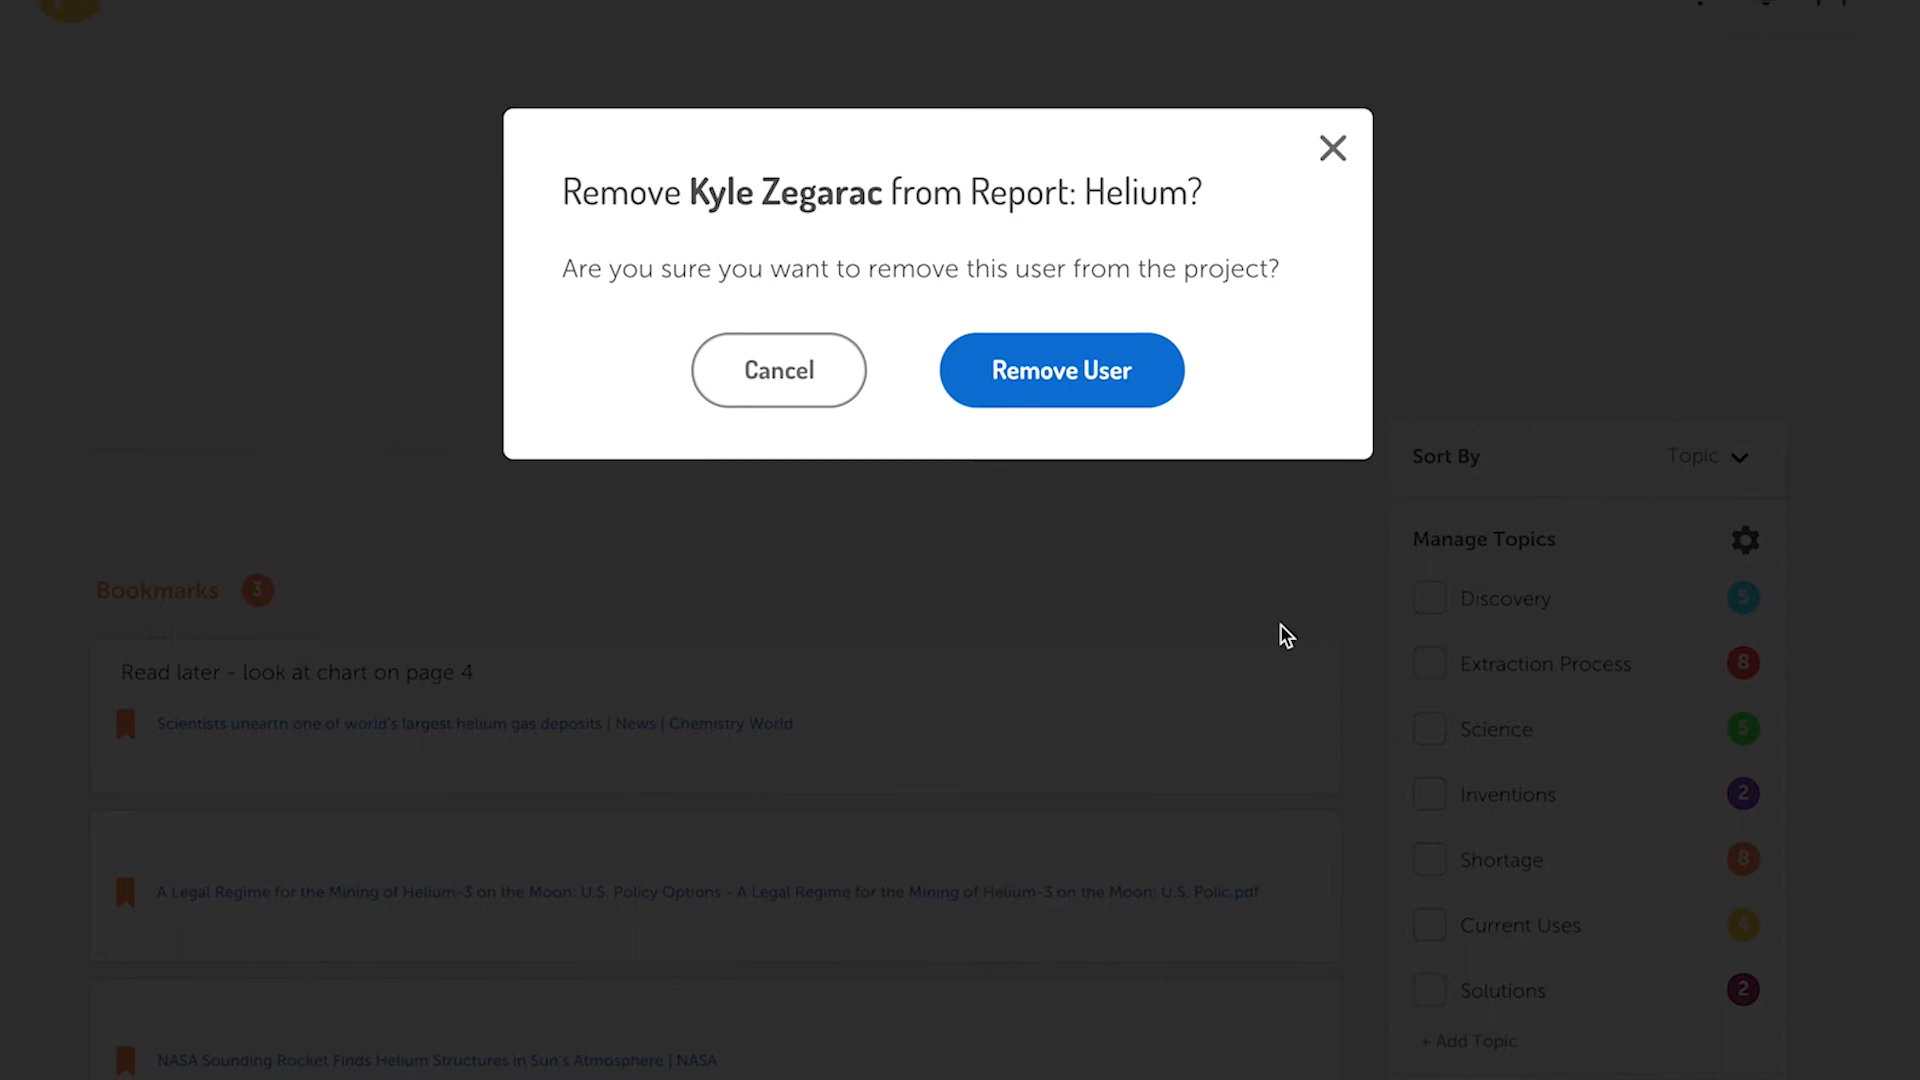 Remove Kyle Zegarac from Report: Helium?
Are you sure you want to remove this user from the project?
Cancel
Remove User
Sort By
Topic
Manage Topics
Discovery
5
Extraction Process
8
Science
5
Inventions
2
Shortage
8
Current Uses
4
Solutions
2
+ Add Topic
Bookmarks 3
Read later - look at chart on page 4
Scientists unearth one of world's largest helium gas deposits | News | Chemistry World
A Legal Regime for the Mining of Helium-3 on the Moon: U.S. Policy Options - A Legal Regime for the Mining of Helium-3 on the Moon: U.S. Polic.pdf
NASA Sounding Rocket Finds Helium Structures in Sun's Atmosphere | NASA